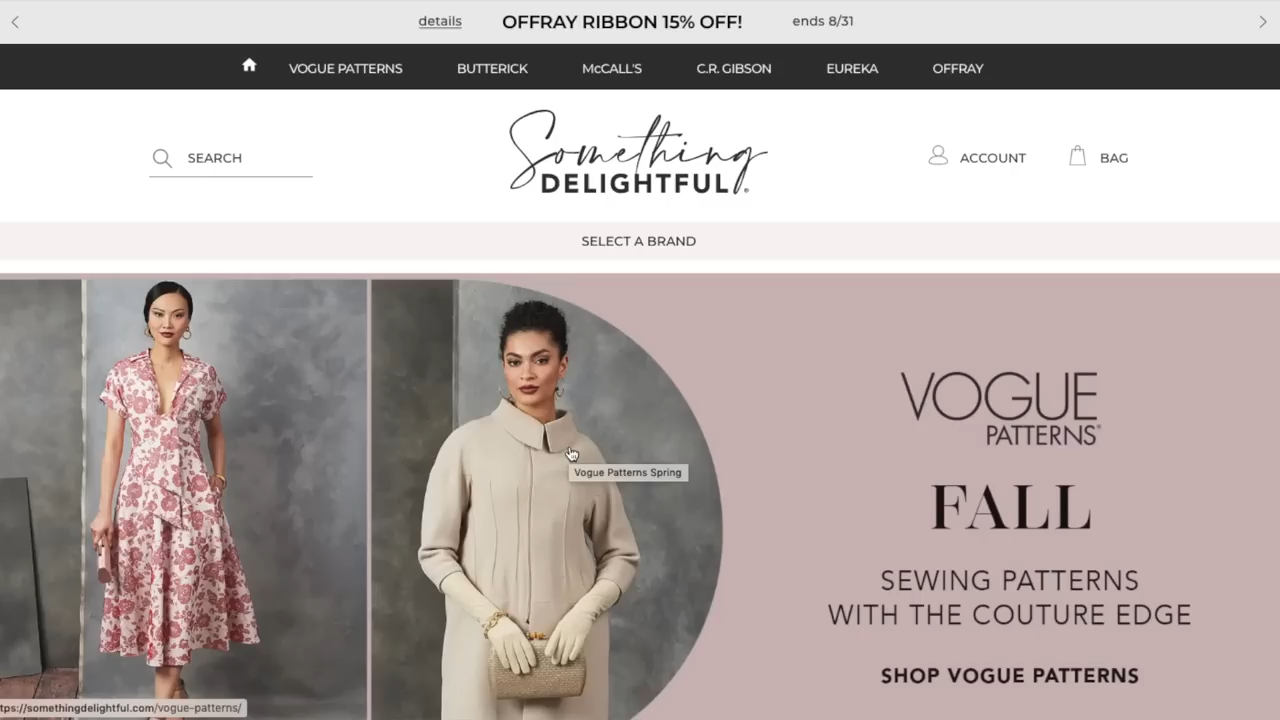 details OFFRAY RIBBON 15% OFF! ends 8/31
VOGUE PATTERNS BUTTERICK McCALL'S C.R. GIBSON EUREKA OFFRAY
SEARCH
Something
DELIGHTFUL®
ACCOUNT BAG
SELECT A BRAND
VOGUE
PATTERNS®
FALL
SEWING PATTERNS
WITH THE COUTURE EDGE
SHOP VOGUE PATTERNS
Vogue Patterns Spring
tps://somethingdelightful.com/vogue-patterns/